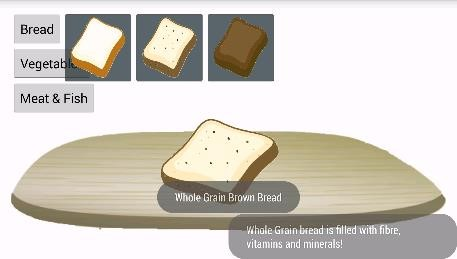 Bread
Vegetable
Meat & Fish
Whole Grain Brown Bread
Whole Grain bread is filled with fibre,
vitamins and minerals!